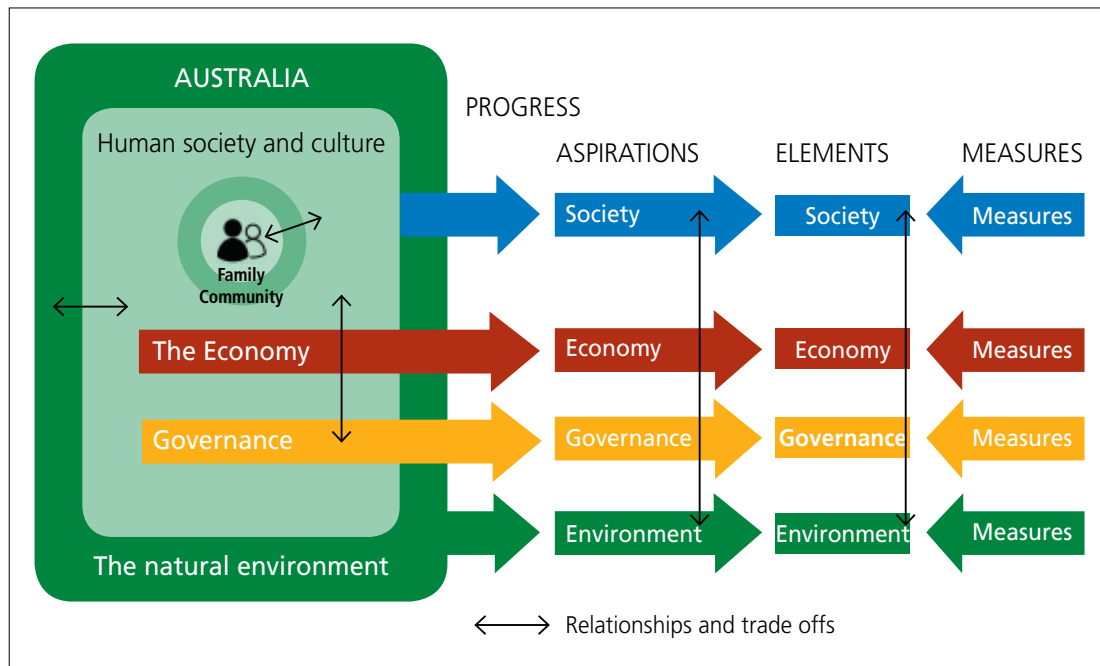 AUSTRALIA
Human society and culture
Family
Community
The Economy
Governance
The natural environment
PROGRESS
ASPIRATIONS
ELEMENTS
MEASURES
Society
Society
Measures
Economy
Economy
Measures
Governance
Governance
Measures
Environment
Environment
Measures
Relationships and trade offs